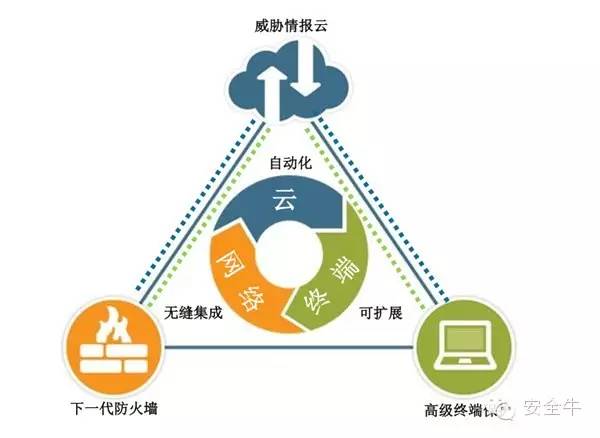 威胁情报云
自动化
云
网络
终端
无缝集成
可扩展
下一代防火墙
高级终端保
安全牛